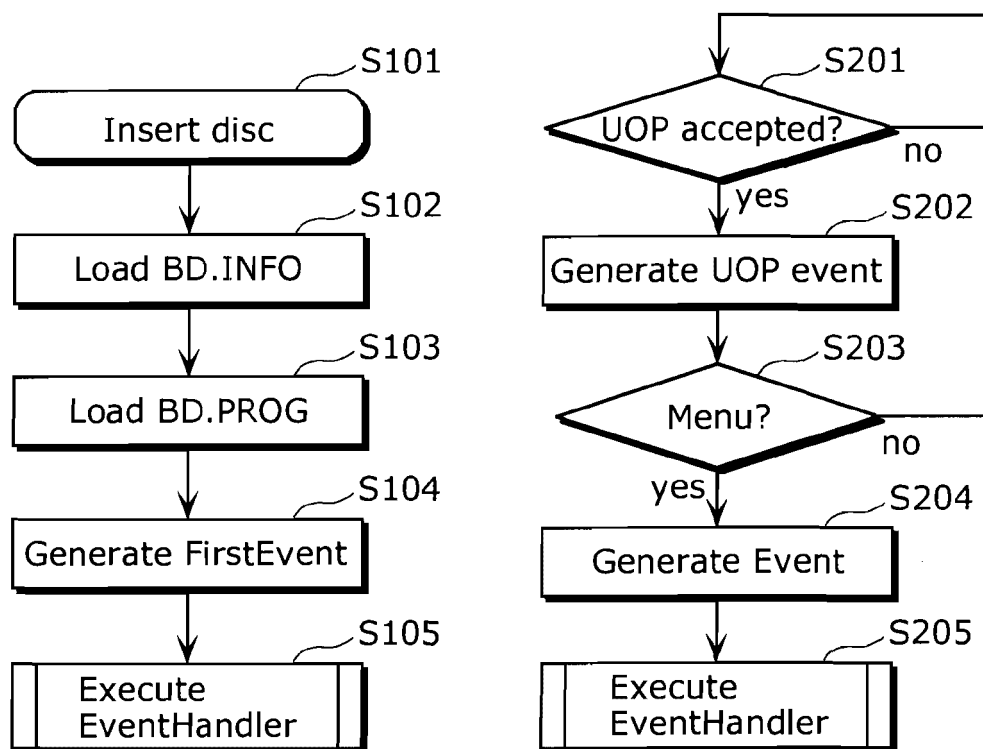 S101
Insert disc
S102
Load BD.INFO
S103
Load BD.PROG
S104
Generate FirstEvent
S105
Execute
EventHandler
S201
UOP accepted?
no
yes
S202
Generate UOP event
S203
Menu?
no
yes
S204
Generate Event
S205
Execute
EventHandler